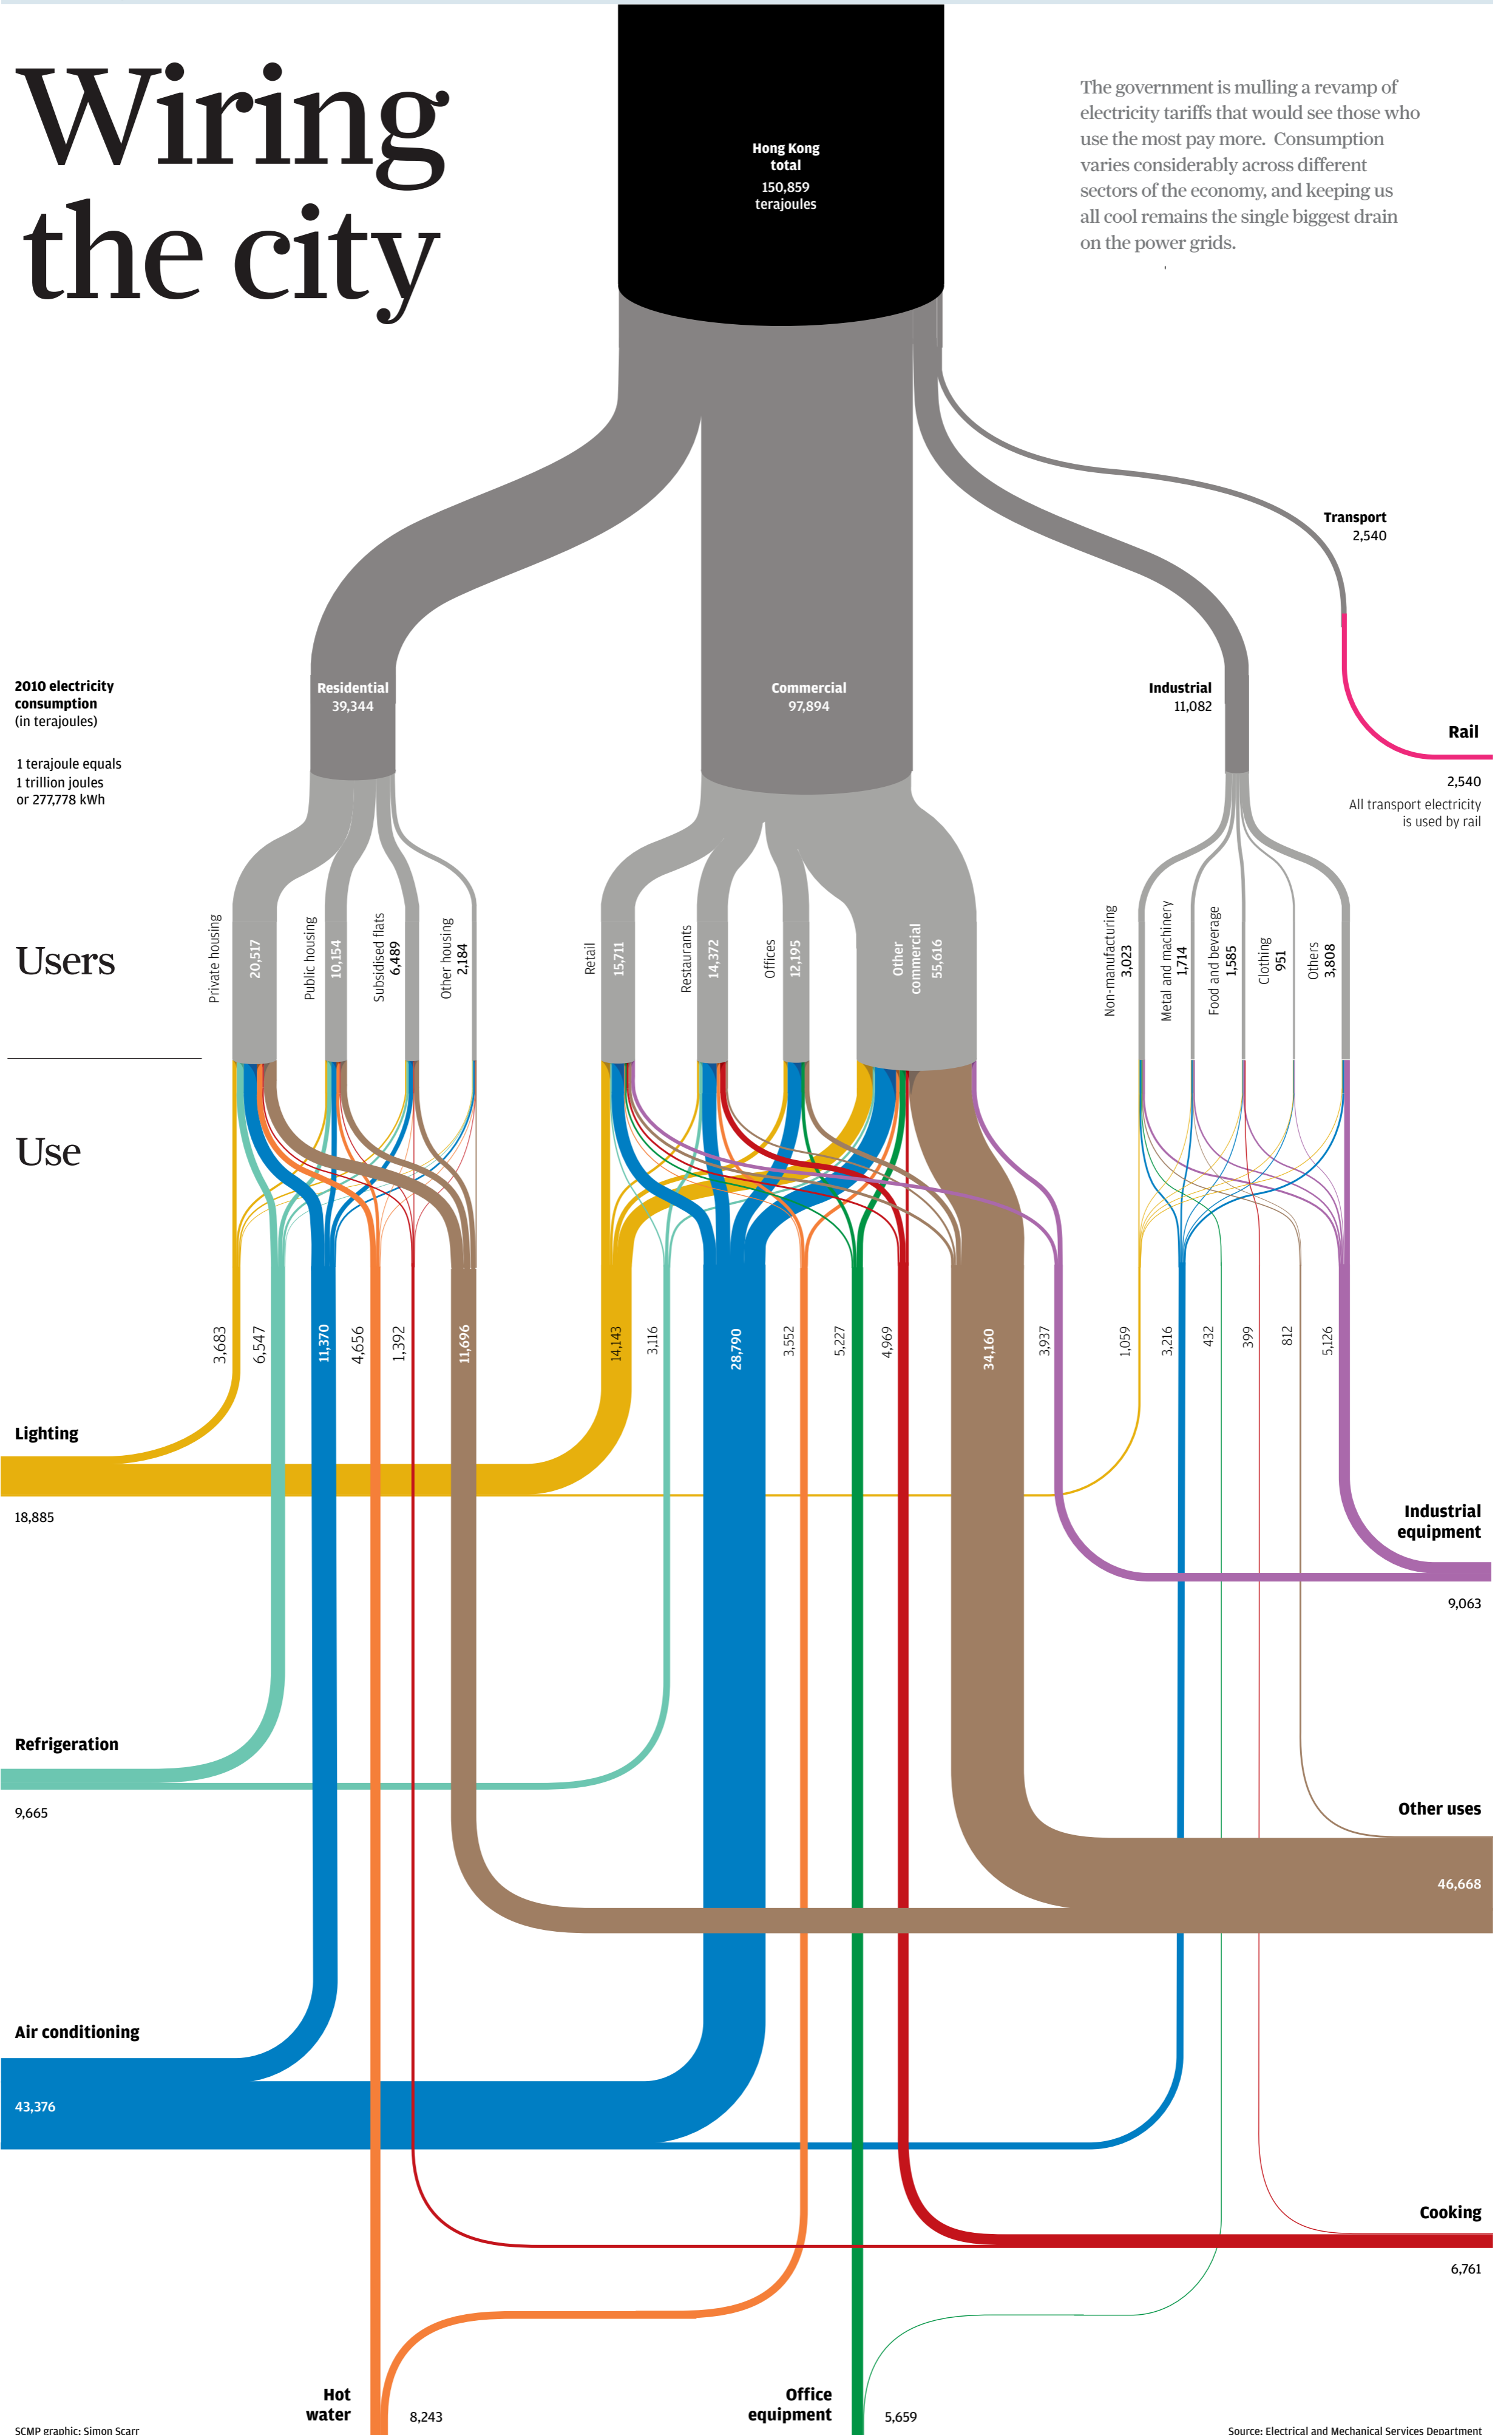 Wiring
the city
Hong Kong
total
150,859
terajoules
The government is mulling a revamp of
electricity tariffs that would see those who
use the most pay more. Consumption
varies considerably across different
sectors of the economy, and keeping us
all cool remains the single biggest drain
on the power grids.
Transport
2,540
2010 electricity
consumption
(in terajoules)
1 terajoule equals
1 trillion joules
or 277,778 kWh
Residential
39,344
Commercial
97,894
Industrial
11,082
Rail
2,540
All transport electricity
is used by rail
Users
Private housing
20,517
Public housing
10,154
Subsidised flats
6,489
Other housing
2,184
Retail
15,711
Restaurants
14,372
Offices
12,195
Other
commercial
55,616
Non-manufacturing
3,023
Metal and machinery
1,714
Food and beverage
1,585
Clothing
951
Others
3,808
Use
3,683
6,547
11,370
4,656
1,392
11,696
14,143
3,116
28,790
3,552
5,227
4,969
34,160
3,937
1,059
3,216
432
399
812
5,126
Lighting
18,885
Industrial
equipment
9,063
Refrigeration
9,665
Other uses
46,668
Air conditioning
43,376
Cooking
6,761
Hot
water
8,243
Office
equipment
5,659
SCMP graphic: Simon Scarr
Source: Electrical and Mechanical Services Department